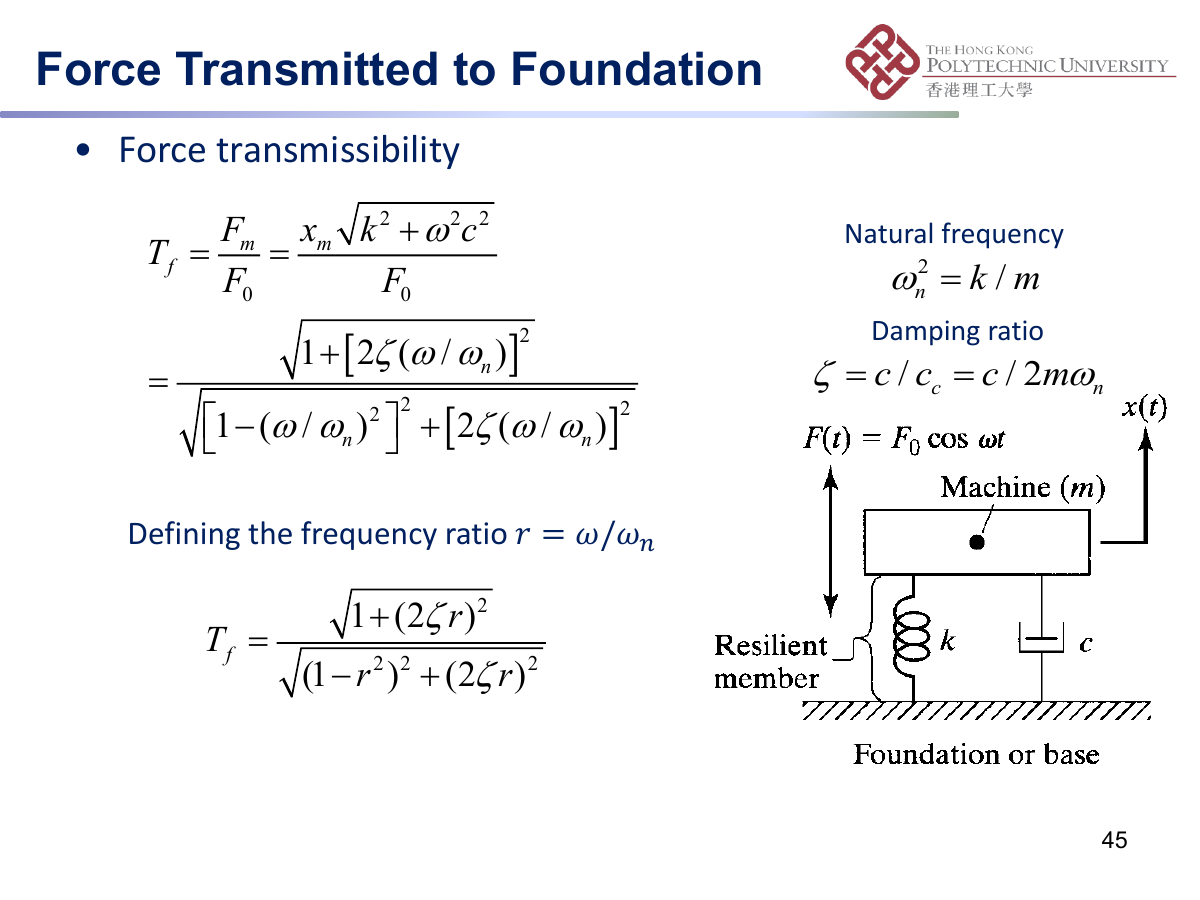 Force Transmitted to Foundation
THE HONG KONG
POLYTECHNIC UNIVERSITY
香港理工大學
• Force transmissibility
T_f = F_m / F_0 = x_m √(k² + ω²c²) / F_0
= √(1 + [2ζ(ω / ω_n)]²) / √([1 − (ω / ω_n)²]² + [2ζ(ω / ω_n)]²)
Defining the frequency ratio r = ω/ω_n
T_f = √(1 + (2ζr)²) / √((1 − r²)² + (2ζr)²)
Natural frequency
ω_n² = k / m
Damping ratio
ζ = c / c_c = c / 2mω_n
x(t)
F(t) = F_0 cos ωt
Machine (m)
Resilient
member
k
c
Foundation or base
45